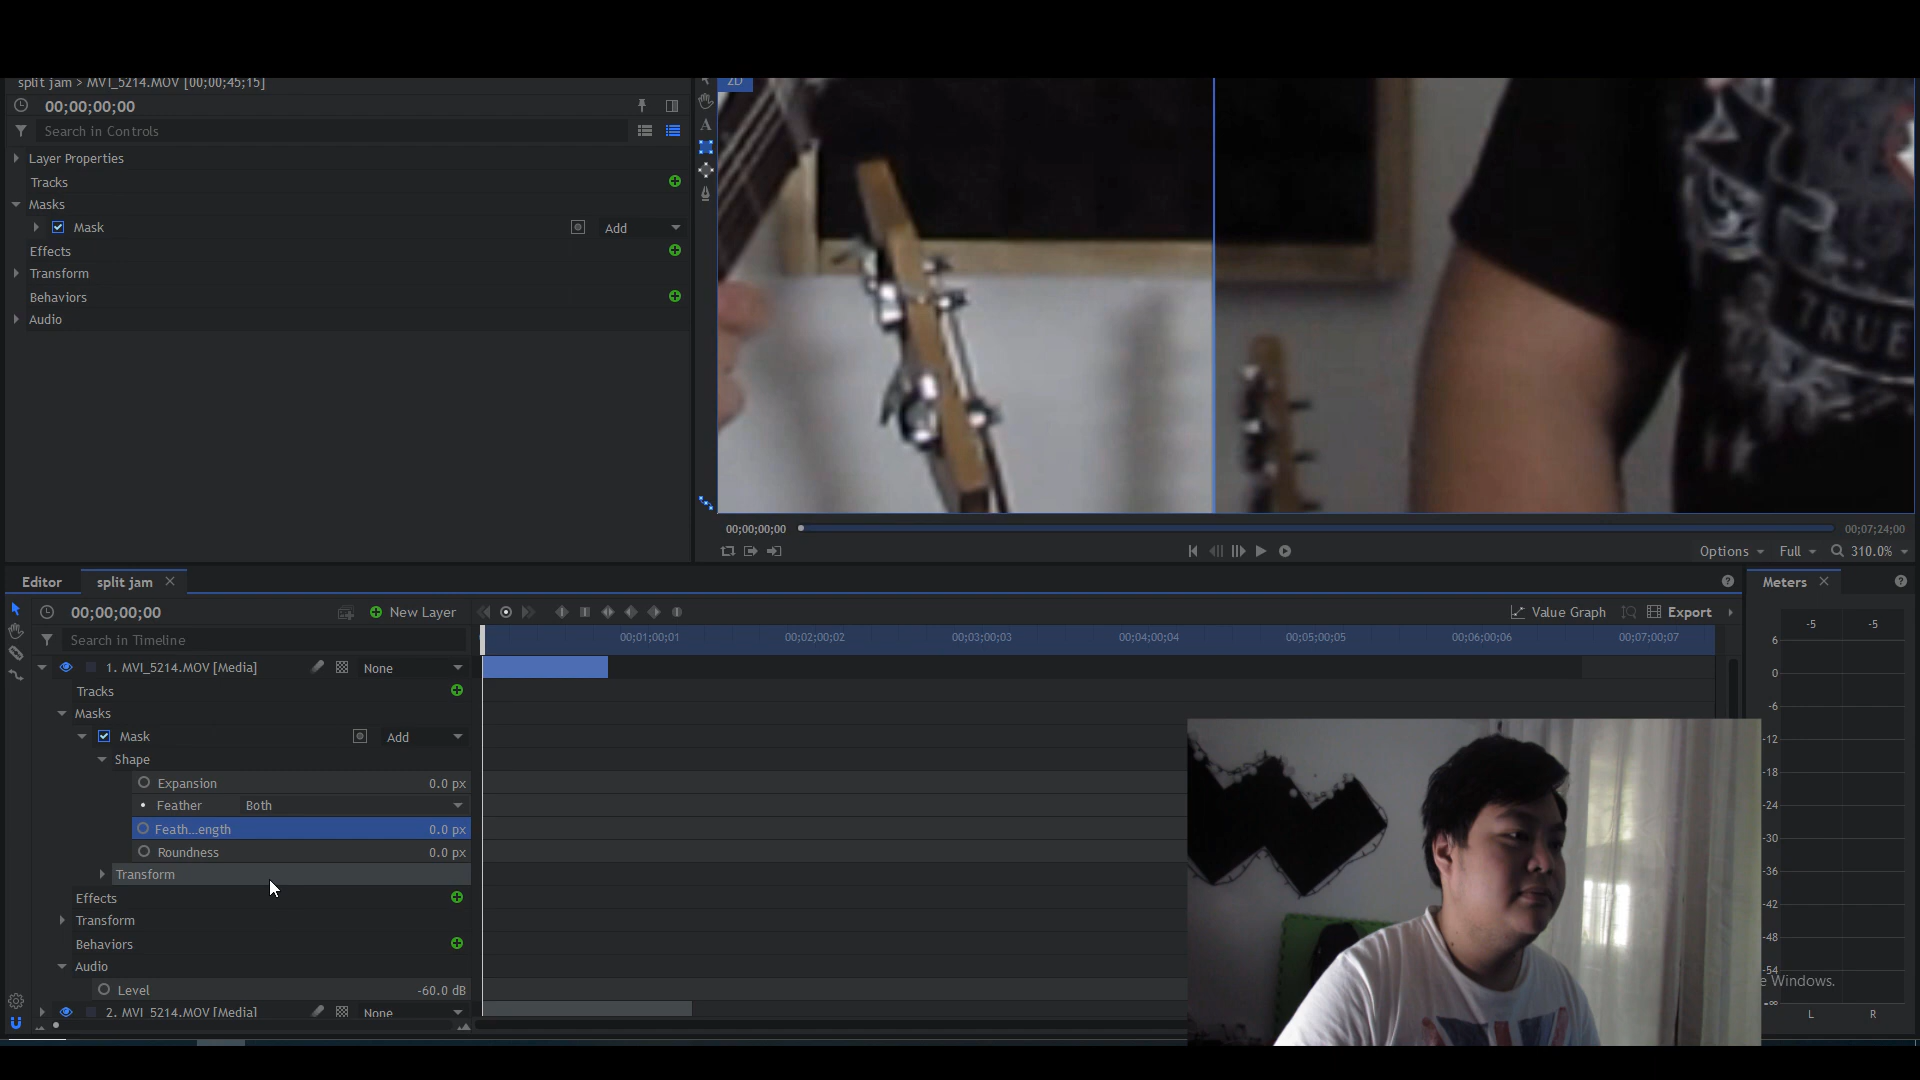 split jam > MVI_5214.MOV [00;00;45;15]
2D
00;00;00;00
Search in Controls
A
Layer Properties
Tracks
Masks
Mask
Add
Effects
Transform
Behaviors
Audio
7RUE
00;00;00;00
00;07;24;00
Options
Full
310.0%
Editor
split jam
Meters
00;00;00;00
New Layer
Value Graph
Export
-5
-5
Search in Timeline
00;01;00;01
00;02;00;02
00;03;00;03
00;04;00;04
00;05;00;05
00;06;00;06
00;07;00;07
6
0
-6
-12
-18
-24
-30
-36
-42
-48
-54
-∞
L
R
1. MVI_5214.MOV [Media]
None
Tracks
Masks
Mask
Add
Shape
Expansion
0.0 px
Feather
Both
Feath...ength
0.0 px
Roundness
0.0 px
Transform
Effects
Transform
Behaviors
Audio
Level
-60.0 dB
e Windows.
2. MVI_5214.MOV [Media]
None